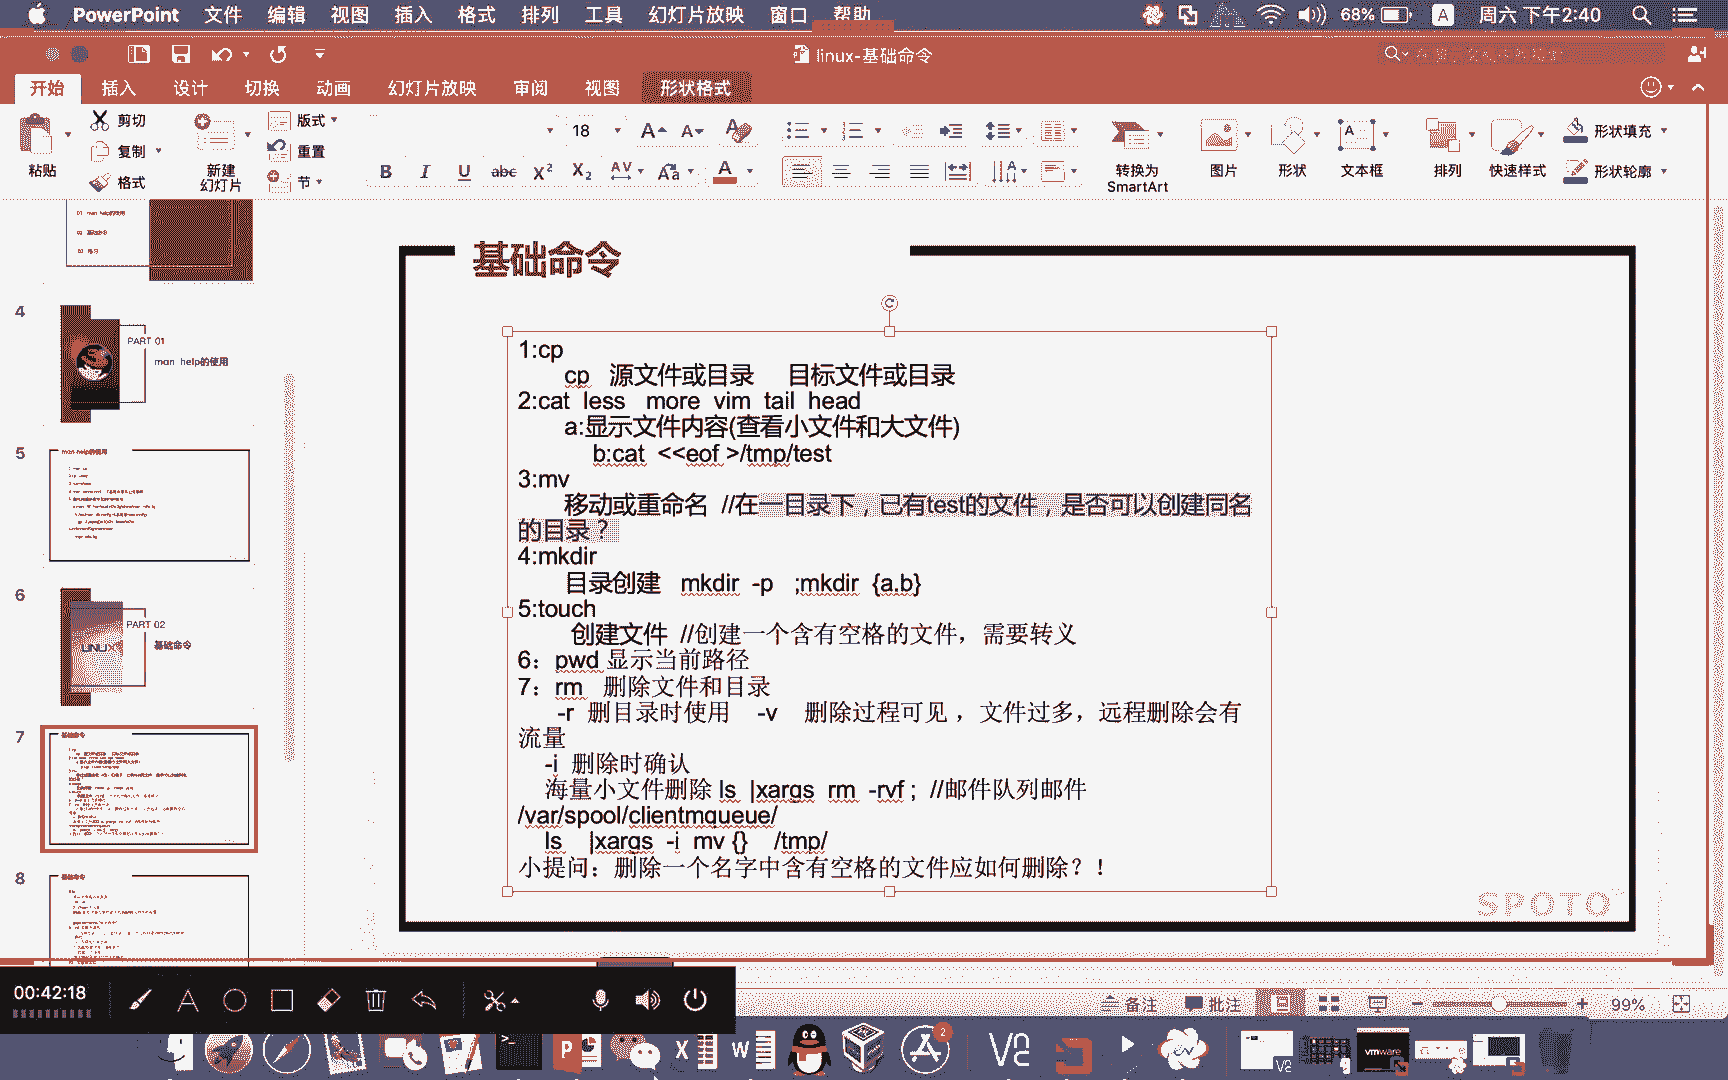 PowerPoint 文件 编辑 视图 插入 格式 排列 工具 幻灯片放映 窗口 帮助 68% A 周六 下午2:40
linux-基础命令
开始 插入 设计 切换 动画 幻灯片放映 审阅 视图 形状格式
粘贴 剪切 复制 格式 新建 幻灯片 版式 重置 节 18 转换为 SmartArt 图片 形状 文本框 排列 快速样式 形状填充 形状轮廓
4
PART 01
man help的使用
5
man help的使用
6
PART 02
基础命令
7
基础命令
8
基础命令
基础命令
1:cp
cp 源文件或目录 目标文件或目录
2:cat less more vim tail head
a:显示文件内容(查看小文件和大文件)
b:cat <<eof >/tmp/test
3:mv
移动或重命名 //在一目录下，已有test的文件，是否可以创建同名
的目录？
4:mkdir
目录创建 mkdir -p ;mkdir {a.b}
5:touch
创建文件 //创建一个含有空格的文件，需要转义
6：pwd 显示当前路径
7：rm 删除文件和目录
-r 删目录时使用 -v 删除过程可见，文件过多，远程删除会有
流量
-i 删除时确认
海量小文件删除 ls |xargs rm -rvf ; //邮件队列邮件
/var/spool/clientmqueue/
ls |xargs -i mv {} /tmp/
小提问：删除一个名字中含有空格的文件应如何删除？！
SPOTO
00:42:18
备注 批注 99%